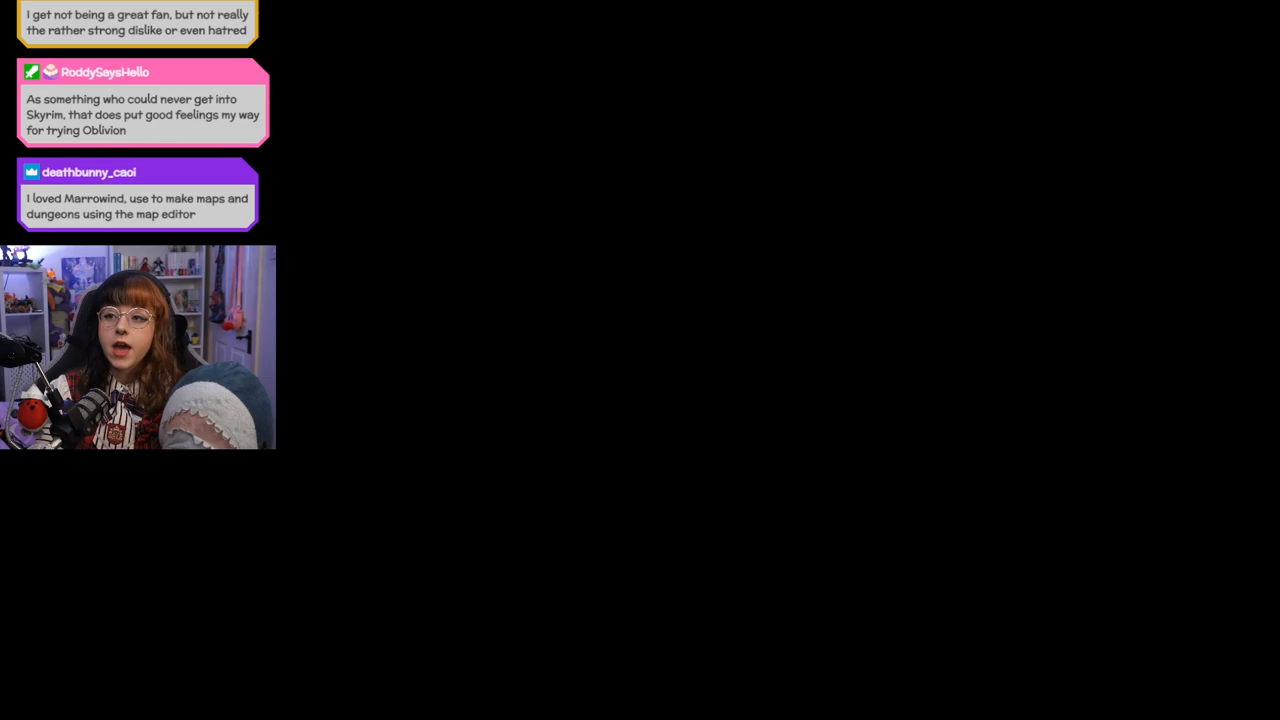 I get not being a great fan, but not really
the rather strong dislike or even hatred
RoddySaysHello
As something who could never get into
Skyrim, that does put good feelings my way
for trying Oblivion
deathbunny_caoi
I loved Marrowind, use to make maps and
dungeons using the map editor